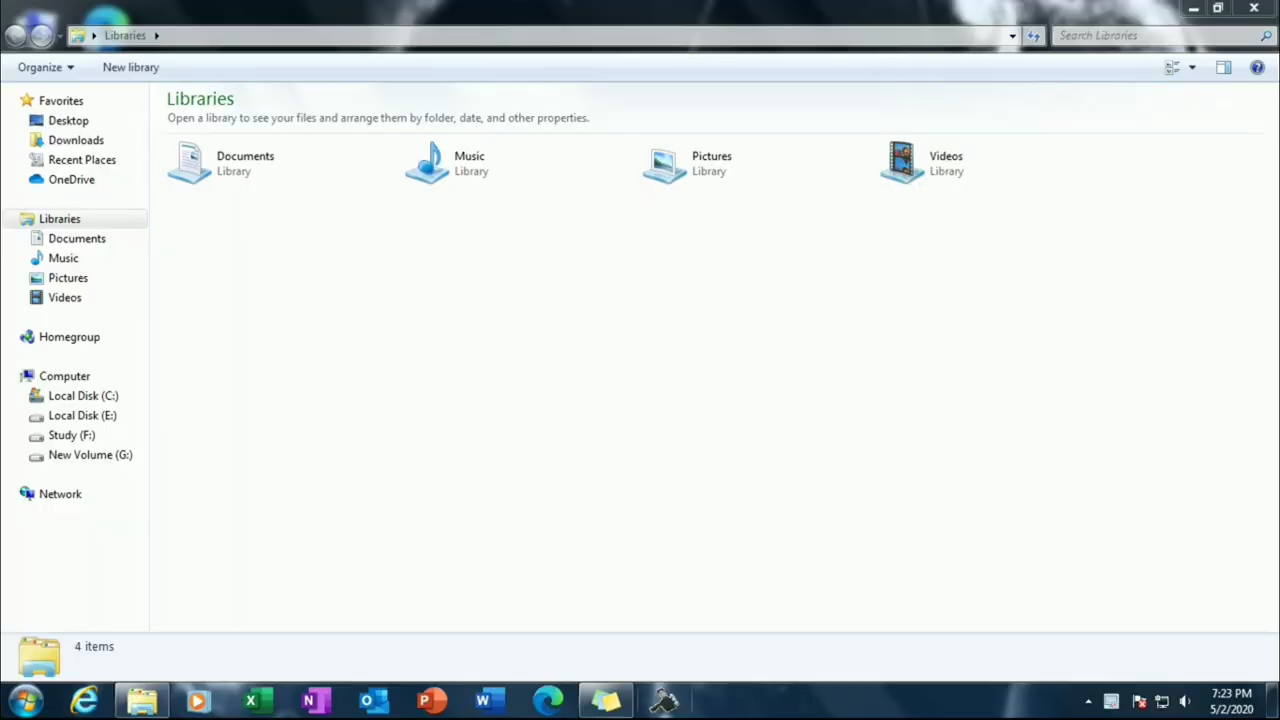 Libraries
Search Libraries
Organize
New library
Favorites
Desktop
Downloads
Recent Places
OneDrive
Libraries
Documents
Music
Pictures
Videos
Homegroup
Computer
Local Disk (C:)
Local Disk (E:)
Study (F:)
New Volume (G:)
Network
Libraries
Open a library to see your files and arrange them by folder, date, and other properties.
Documents
Library
Music
Library
Pictures
Library
Videos
Library
4 items
7:23 PM
5/2/2020